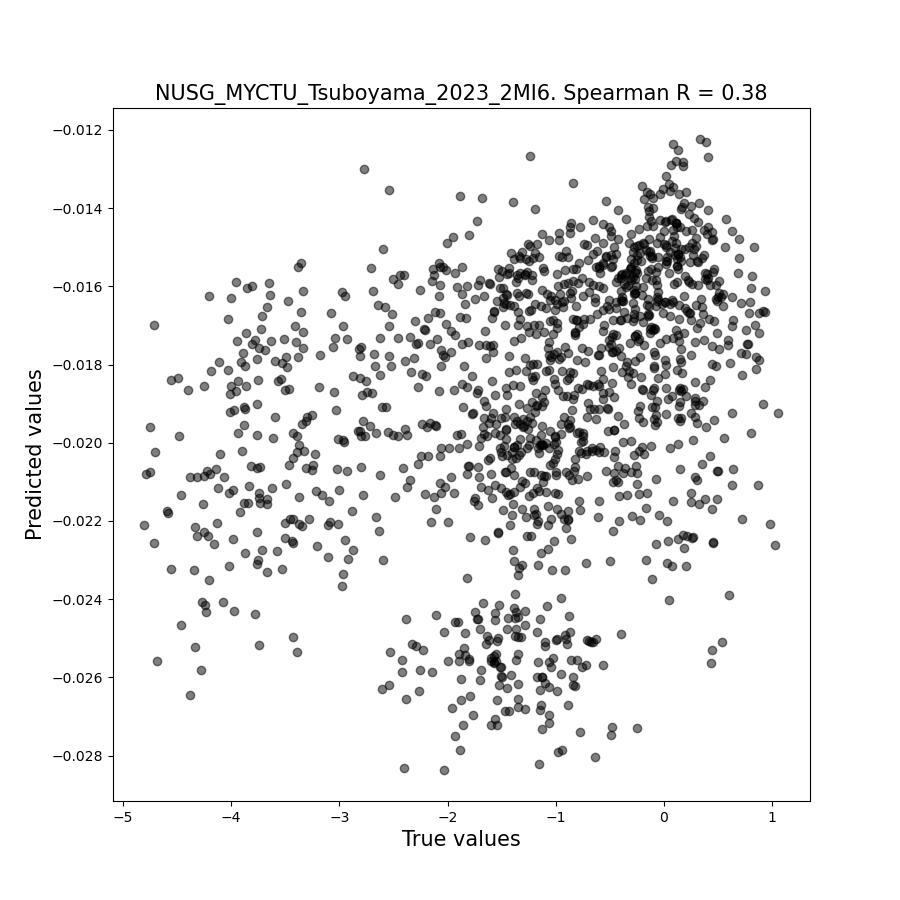 NUSG_MYCTU_Tsuboyama_2023_2MI6. Spearman R = 0.38
−0.012
−0.014
−0.016
−0.018
−0.020
−0.022
−0.024
−0.026
−0.028
Predicted values
−5 −4 −3 −2 −1 0 1
True values